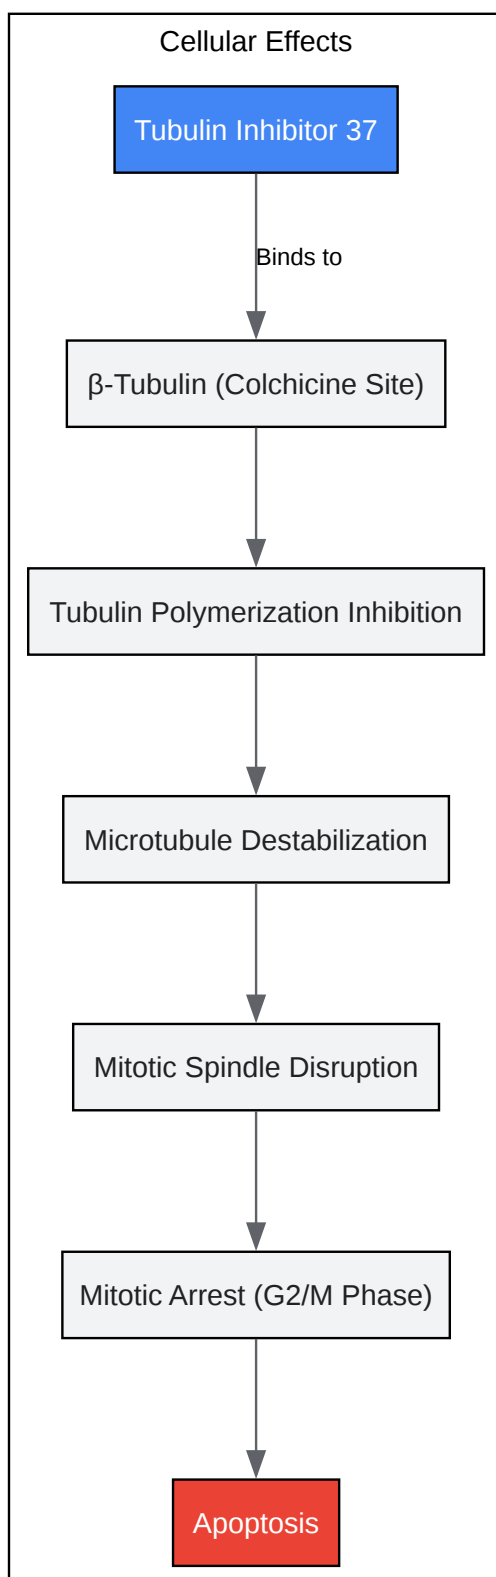 Cellular Effects
Tubulin Inhibitor 37
Binds to
β-Tubulin (Colchicine Site)
Tubulin Polymerization Inhibition
Microtubule Destabilization
Mitotic Spindle Disruption
Mitotic Arrest (G2/M Phase)
Apoptosis